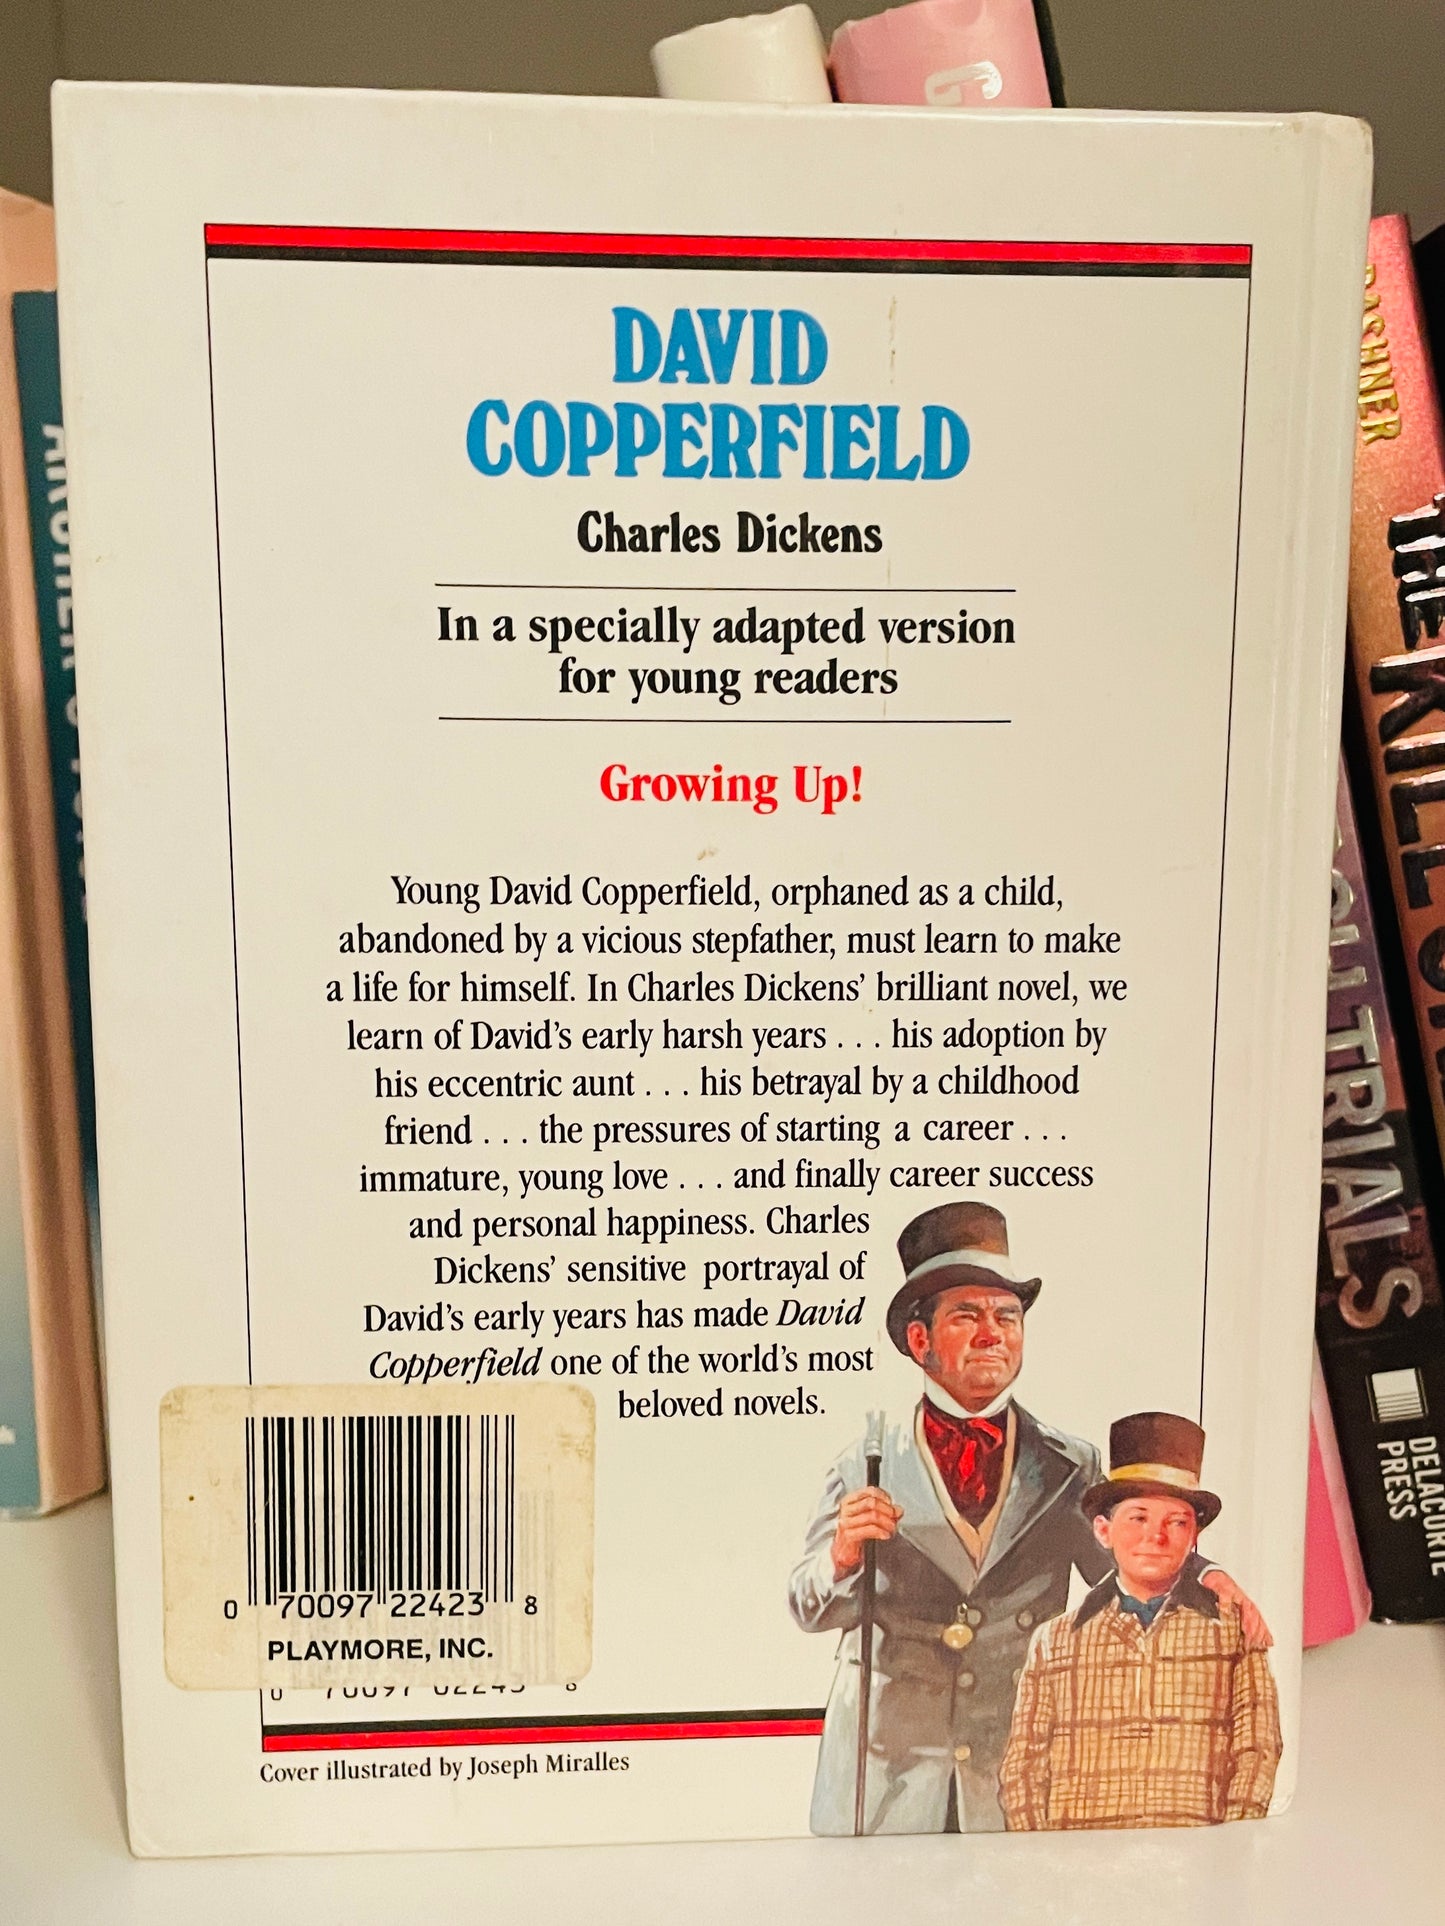 DAVID
COPPERFIELD
Charles Dickens
In a specially adapted version
for young readers
Growing Up!
Young David Copperfield, orphaned as a child,
abandoned by a vicious stepfather, must learn to make
a life for himself. In Charles Dickens’ brilliant novel, we
learn of David’s early harsh years . . . his adoption by
his eccentric aunt . . . his betrayal by a childhood
friend . . . the pressures of starting a career . . .
immature, young love . . . and finally career success
and personal happiness. Charles
Dickens’ sensitive portrayal of
David’s early years has made David
Copperfield one of the world’s most
beloved novels.
0 70097 22423 8
PLAYMORE, INC.
Cover illustrated by Joseph Miralles
G
DASHNER
THE KILL
TRIALS
DELACORTE
PRESS